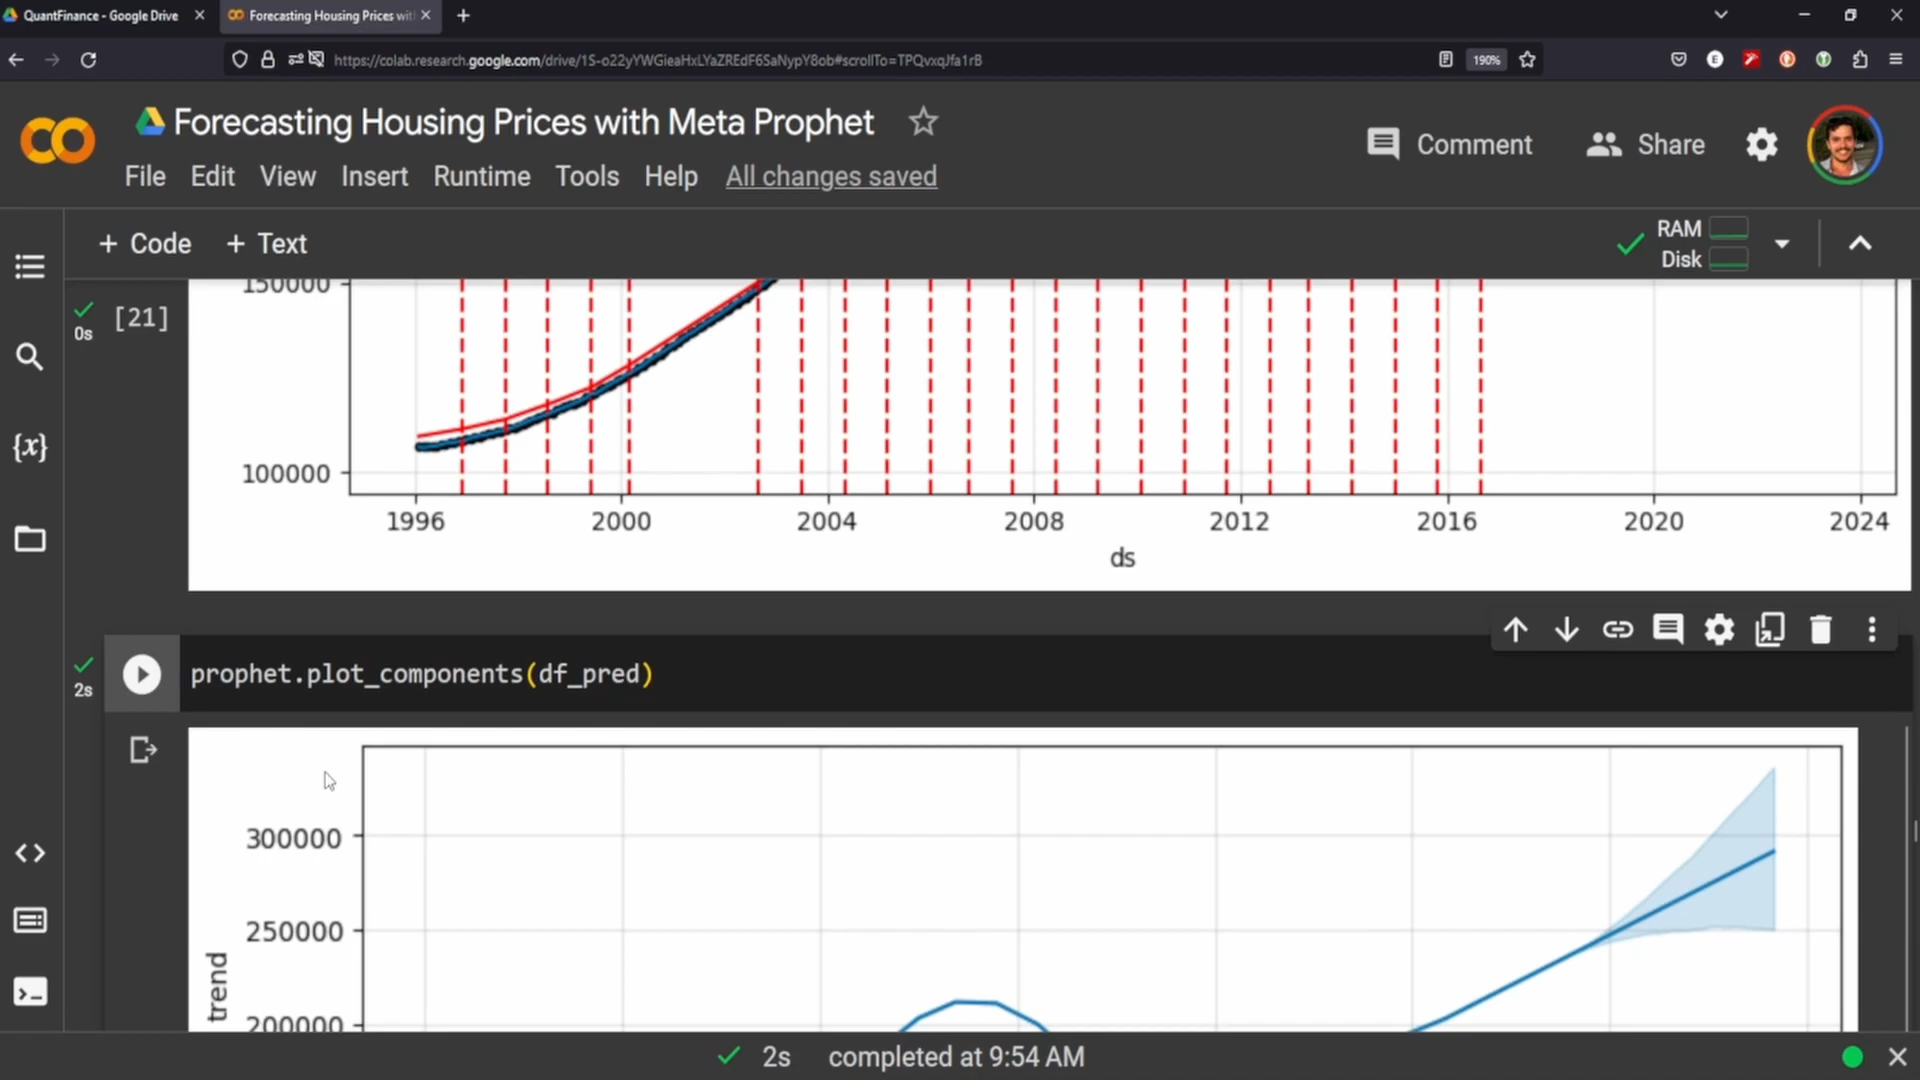 QuantFinance - Google Drive
Forecasting Housing Prices wit
https://colab.research.google.com/drive/1S-o22yYWGieaHxLYaZREdF6SaNypY8ob#scrollTo=TPQvxqJfa1rB
190%
E
Forecasting Housing Prices with Meta Prophet
Comment
Share
File Edit View Insert Runtime Tools Help All changes saved
+ Code + Text
RAM
Disk
0s
[21]
150000
100000
1996 2000 2004 2008 2012 2016 2020 2024
ds
{x}
2s
prophet.plot_components(df_pred)
300000
250000
200000
trend
2s completed at 9:54 AM